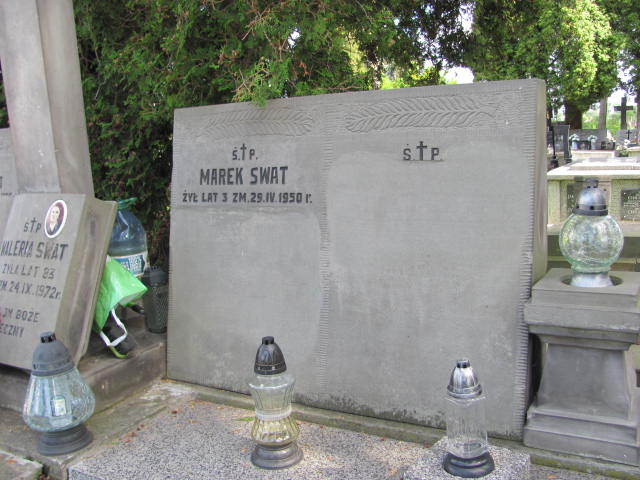 Ś.†P.
MAREK SWAT
ŻYŁ LAT 3 ZM.29.IV.1950 r.
Ś.†P.
Ś†P
WALERIA SWAT
ŻYŁA LAT 83
ZM.24.IX.1972r.
BOŻE